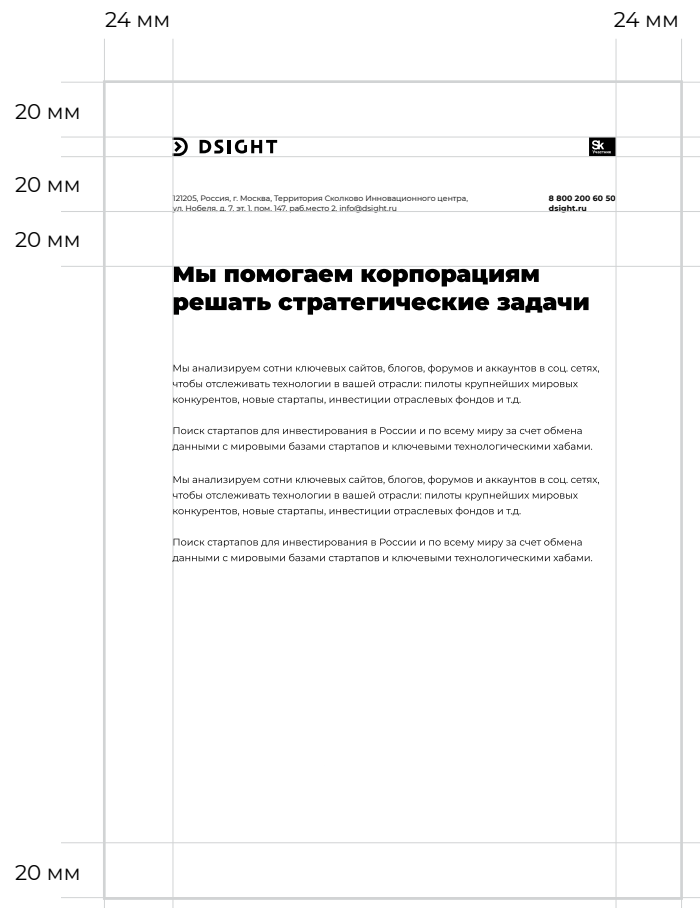 24 мм
24 мм
20 мм
DSIGHT
Sk
Участник
20 мм
121205, Россия, г. Москва, Территория Сколково Инновационного центра,
ул. Нобеля, д. 7, эт. 1, пом. 147, раб.место 2, info@dsight.ru
8 800 200 60 50
dsight.ru
20 мм
Мы помогаем корпорациям
решать стратегические задачи
Мы анализируем сотни ключевых сайтов, блогов, форумов и аккаунтов в соц. сетях,
чтобы отслеживать технологии в вашей отрасли: пилоты крупнейших мировых
конкурентов, новые стартапы, инвестиции отраслевых фондов и т.д.
Поиск стартапов для инвестирования в России и по всему миру за счет обмена
данными с мировыми базами стартапов и ключевыми технологическими хабами.
Мы анализируем сотни ключевых сайтов, блогов, форумов и аккаунтов в соц. сетях,
чтобы отслеживать технологии в вашей отрасли: пилоты крупнейших мировых
конкурентов, новые стартапы, инвестиции отраслевых фондов и т.д.
Поиск стартапов для инвестирования в России и по всему миру за счет обмена
данными с мировыми базами стартапов и ключевыми технологическими хабами.
20 мм